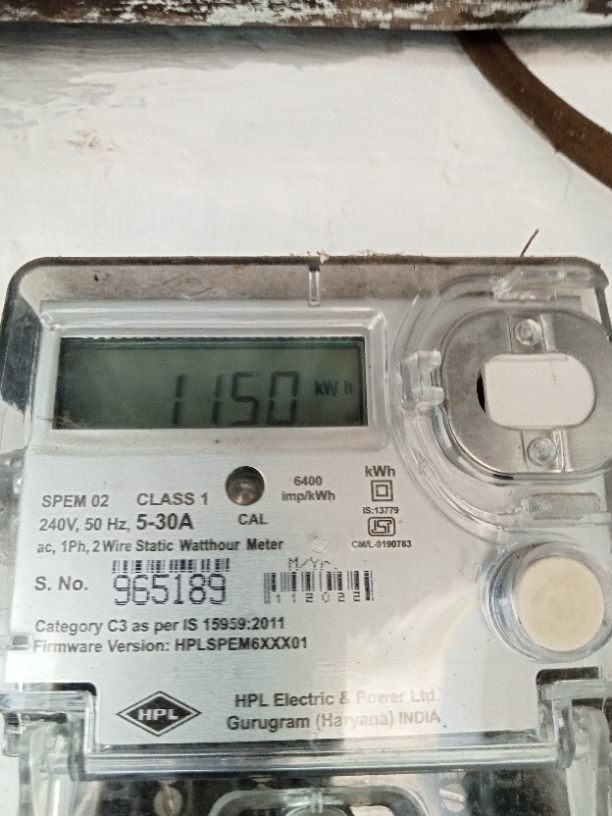 1150 kWh
6400
imp/kWh
kWh
IS:13779
ISI
CM/L-9190783
SPEM 02 CLASS 1
CAL
240V, 50 Hz, 5-30A
ac, 1Ph, 2 Wire Static Watthour Meter
M/Yr.
S. No. 965189
112022
Category C3 as per IS 15959:2011
Firmware Version: HPLSPEM6XXX01
HPL
HPL Electric & Power Ltd.
Gurugram (Haryana) INDIA